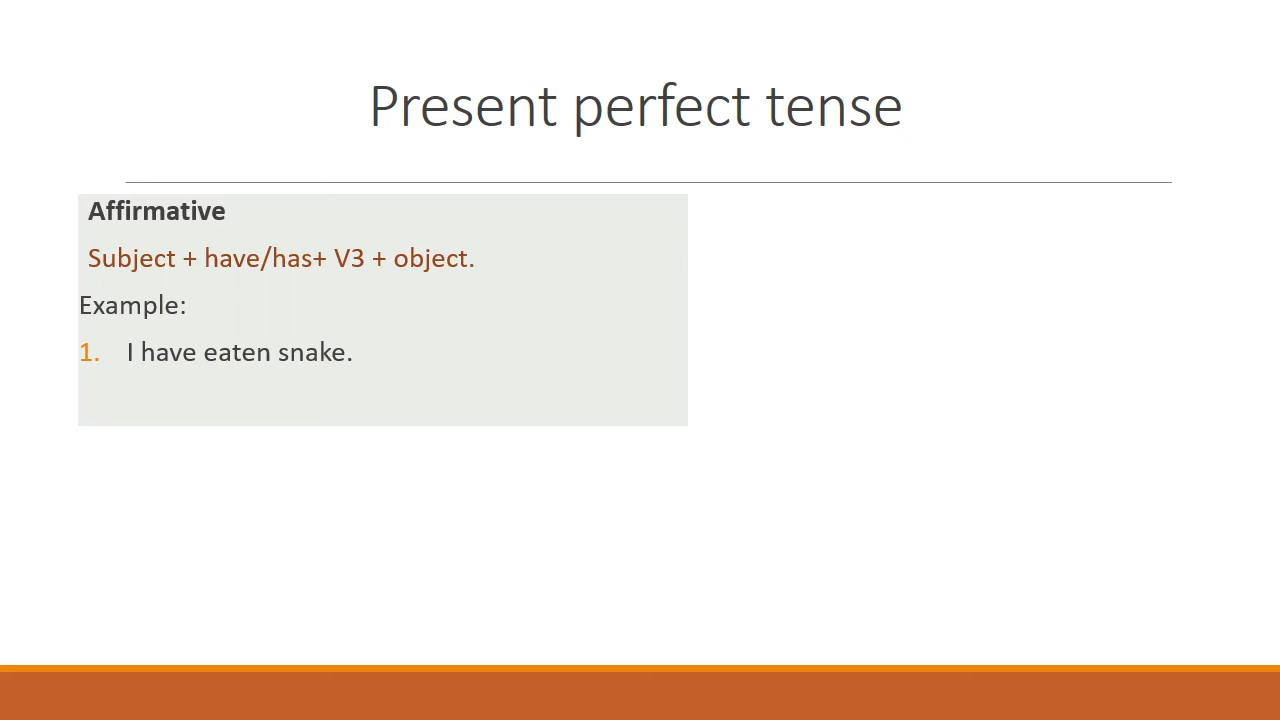 Present perfect tense
Affirmative
Subject + have/has+ V3 + object.
Example:
1. I have eaten snake.